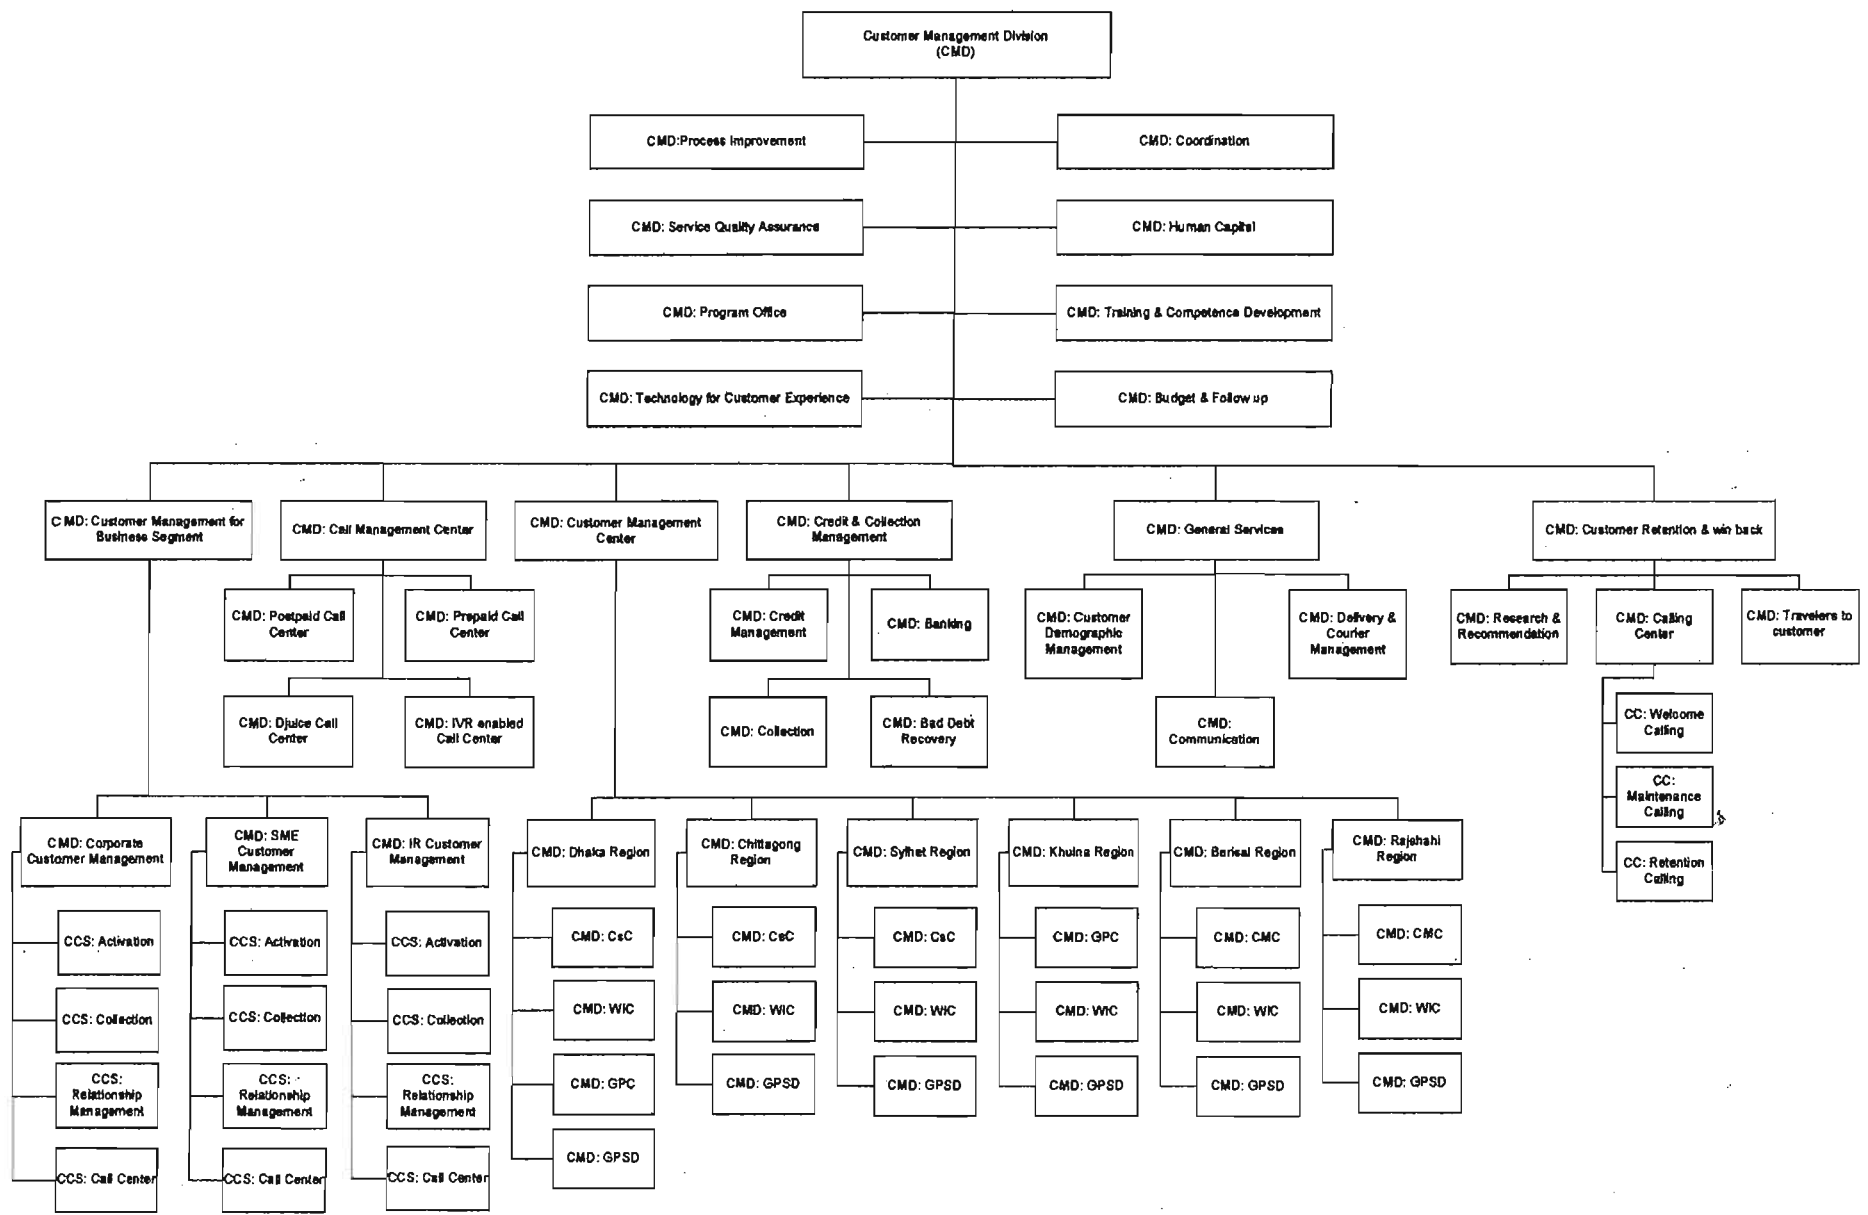 Customer Management Division
(CMD)
CMD:Process Improvement
CMD: Coordination
CMD: Service Quality Assurance
CMD: Human Capital
CMD: Program Office
CMD: Training & Competence Development
CMD: Technology for Customer Experience
CMD: Budget & Follow up
CMD: Customer Management for
Business Segment
CMD: Call Management Center
CMD: Customer Management
Center
CMD: Credit & Collection
Management
CMD: General Services
CMD: Customer Retention & win back
CMD: Postpaid Call
Center
CMD: Prepaid Call
Center
CMD: Djuice Call
Center
CMD: IVR enabled
Call Center
CMD: Credit
Management
CMD: Banking
CMD: Collection
CMD: Bad Debt
Recovery
CMD: Customer
Demographic
Management
CMD: Delivery &
Courier
Management
CMD:
Communication
CMD: Research &
Recommendation
CMD: Calling
Center
CMD: Travelers to
customer
CC: Welcome
Calling
CC:
Maintenance
Calling
CC: Retention
Calling
CMD: Corporate
Customer Management
CCS: Activation
CCS: Collection
CCS:
Relationship
Management
CCS: Call Center
CMD: SME
Customer
Management
CCS: Activation
CCS: Collection
CCS:
Relationship
Management
CCS: Call Center
CMD: IR Customer
Management
CCS: Activation
CCS: Collection
CCS:
Relationship
Management
CCS: Call Center
CMD: Dhaka Region
CMD: CsC
CMD: WIC
CMD: GPC
CMD: GPSD
CMD: Chittagong
Region
CMD: CsC
CMD: WIC
CMD: GPSD
CMD: Sylhet Region
CMD: CsC
CMD: WIC
CMD: GPSD
CMD: Khulna Region
CMD: GPC
CMD: WIC
CMD: GPSD
CMD: Barisal Region
CMD: CMC
CMD: WIC
CMD: GPSD
CMD: Rajshahi
Region
CMD: CMC
CMD: WIC
CMD: GPSD